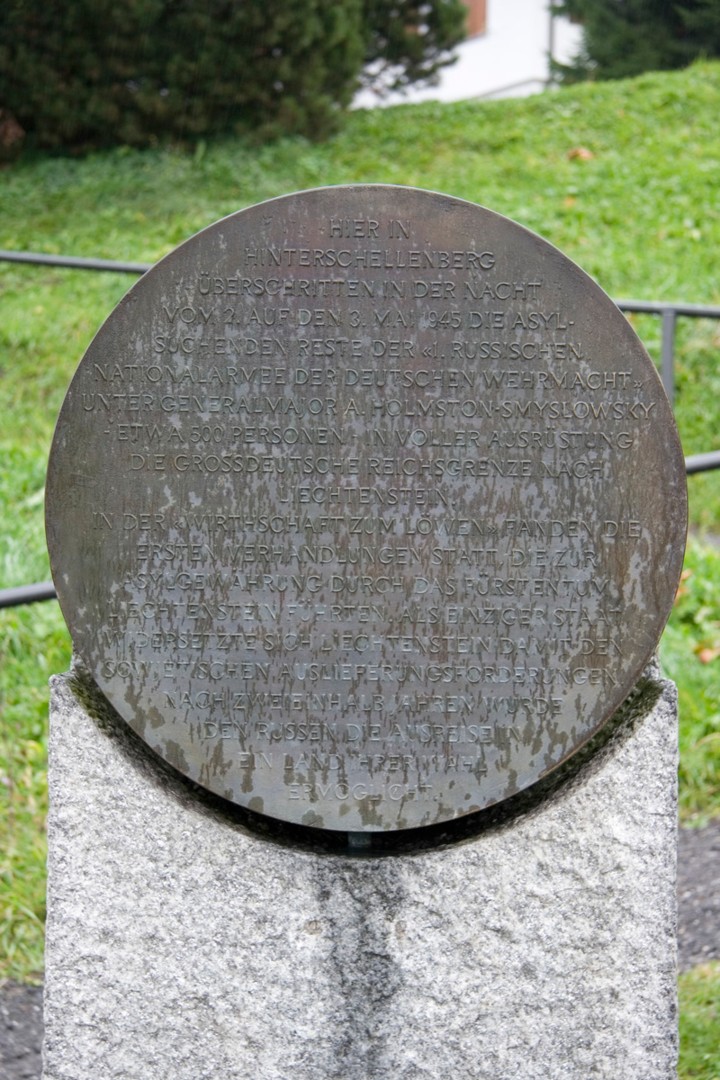 HIER IN
HINTERSCHELLENBERG
ÜBERSCHRITTEN IN DER NACHT
VOM 2. AUF DEN 3. MAI 1945 DIE ASYL-
SUCHENDEN RESTE DER «1. RUSSISCHEN
NATIONALARMEE DER DEUTSCHEN WEHRMACHT»
UNTER GENERALMAJOR A. HOLMSTON-SMYSLOWSKY
- ETWA 500 PERSONEN - IN VOLLER AUSRÜSTUNG
DIE GROSSDEUTSCHE REICHSGRENZE NACH
LIECHTENSTEIN.
IN DER «WIRTHSCHAFT ZUM LÖWEN» FANDEN DIE
ERSTEN VERHANDLUNGEN STATT, DIE ZUR
ASYLGEWÄHRUNG DURCH DAS FÜRSTENTUM
LIECHTENSTEIN FÜHRTEN. ALS EINZIGER STAAT
WIDERSETZTE SICH LIECHTENSTEIN DAMIT DEN
SOWJETISCHEN AUSLIEFERUNGSFORDERUNGEN.
NACH ZWEIEINHALB JAHREN WURDE
DEN RUSSEN DIE AUSREISE IN
EIN LAND IHRER WAHL
ERMÖGLICHT.